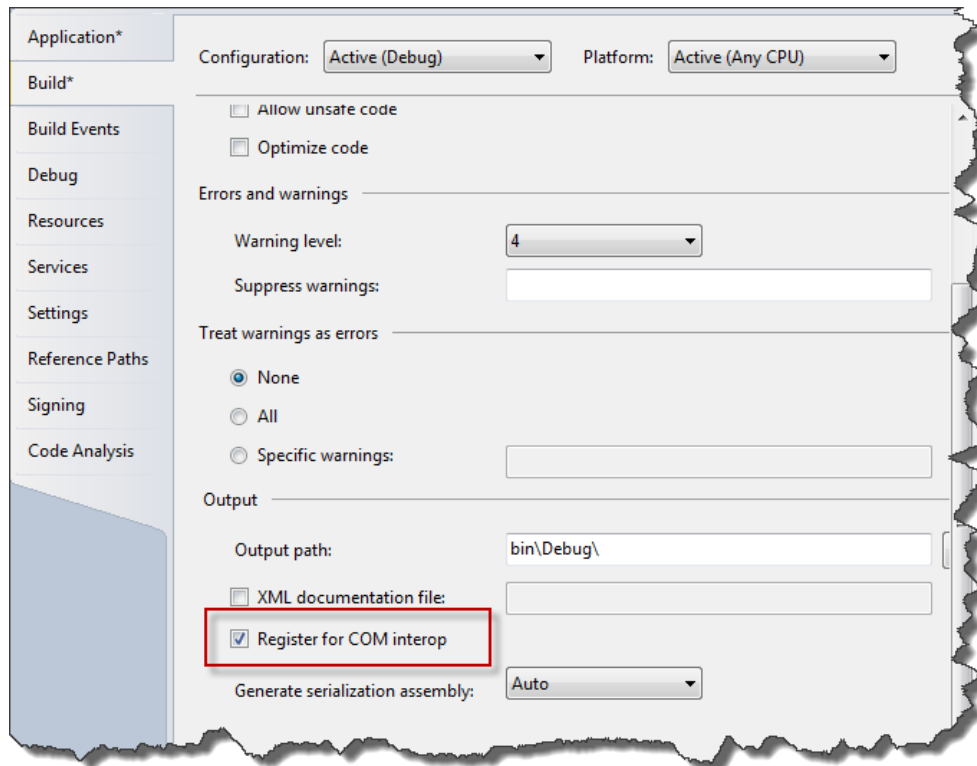 Application*
Build*
Build Events
Debug
Resources
Services
Settings
Reference Paths
Signing
Code Analysis
Configuration: Active (Debug) Platform: Active (Any CPU)
Allow unsafe code
Optimize code
Errors and warnings
Warning level: 4
Suppress warnings:
Treat warnings as errors
None
All
Specific warnings:
Output
Output path: bin\Debug\
XML documentation file:
Register for COM interop
Generate serialization assembly: Auto